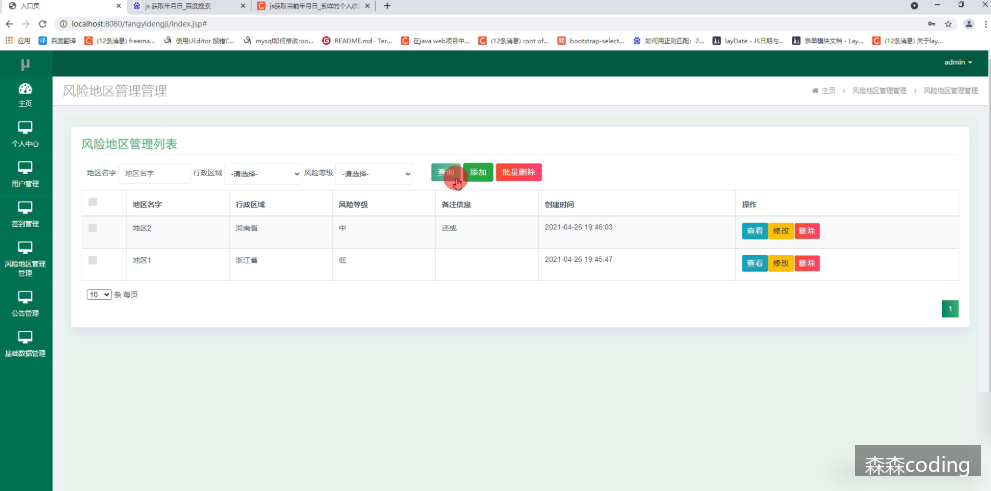 入口页
js 获取年月日_百度搜索
js获取当前年月日_
localhost:8080/fangyidengji/index.jsp#
应用
百度翻译
(12条消息) freema...
使用UEditor 报错C...
mysql如何修改roo...
README.md · Ter...
在java web项目中...
(12条消息) root of...
bootstrap-select...
如何用正则匹配：2...
layDate - JS日期与...
表单模块文档 - Lay...
(12条消息) 关于lay...
μ
admin
主页
个人中心
用户管理
签到管理
风险地区管理
管理
公告管理
基础数据管理
风险地区管理管理
主页 > 风险地区管理管理 > 风险地区管理管理
风险地区管理列表
地区名字
地区名字
行政区域
-请选择-
风险等级
-请选择-
查询
添加
批量删除
地区名字 行政区域 风险等级 备注信息 创建时间 操作
地区2 河南省 中 还成 2021-04-26 19:46:03 查看 修改 删除
地区1 浙江省 低 2021-04-26 19:45:47 查看 修改 删除
10 条 每页
1
森森coding